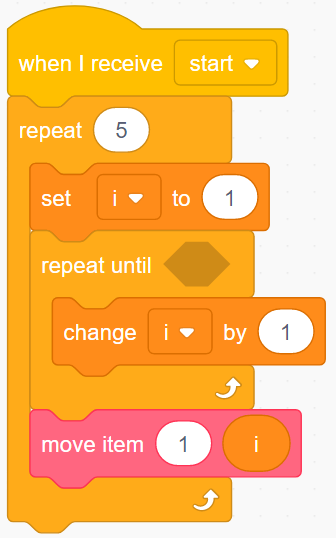 when I receive start
repeat 5
set i to 1
repeat until
change i by 1
move item 1 i